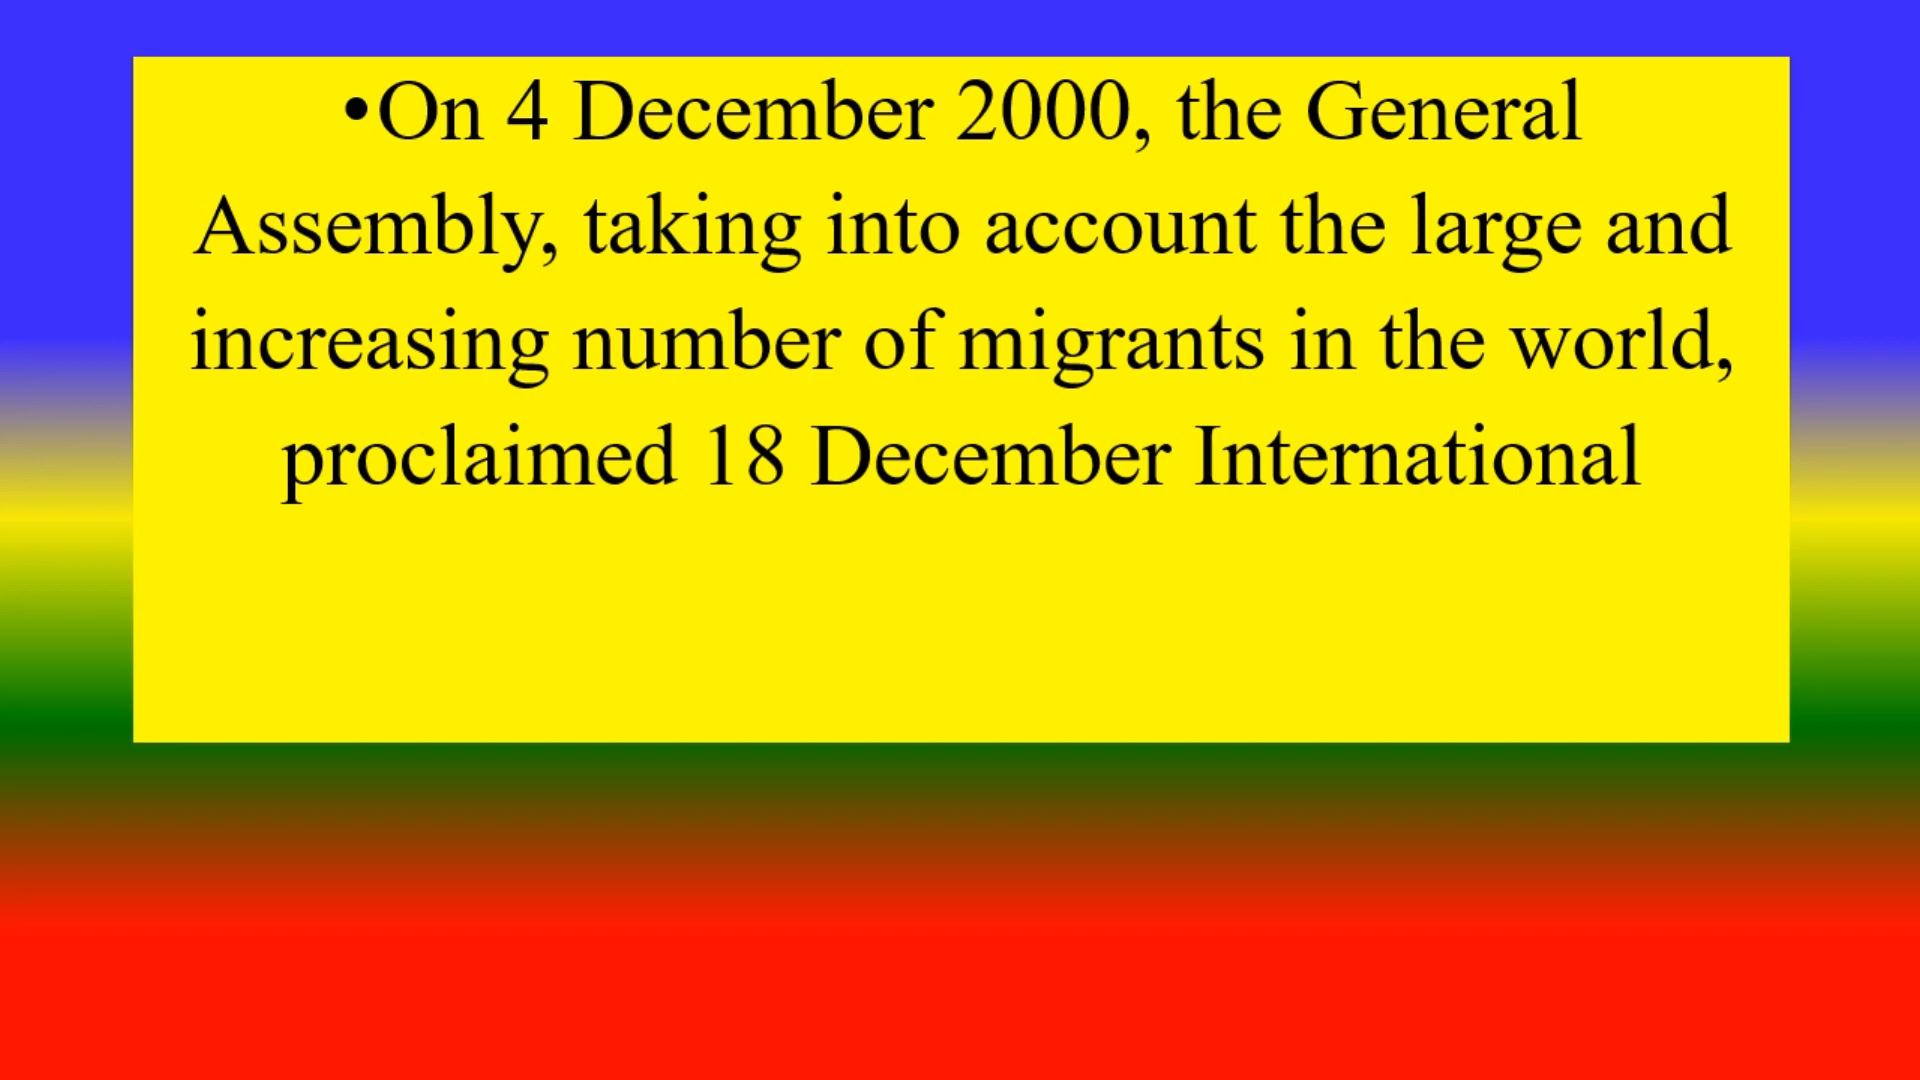 •On 4 December 2000, the General
Assembly, taking into account the large and
increasing number of migrants in the world,
proclaimed 18 December International